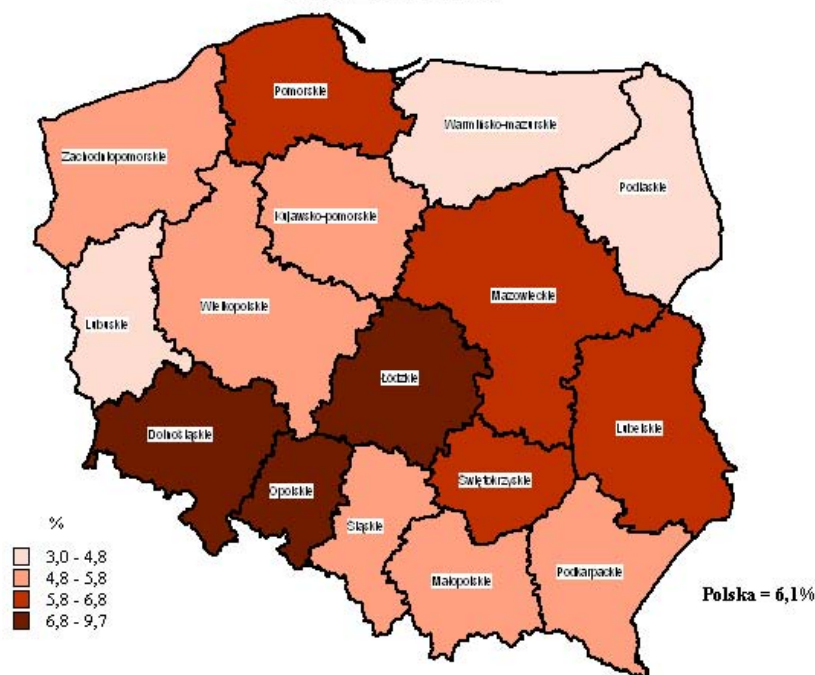 Pomorskie
Warmińsko-mazurskie
Zachodniopomorskie
Podlaskie
Kujawsko-pomorskie
Mazowieckie
Wielkopolskie
Lubuskie
Łódzkie
Dolnośląskie
Lubelskie
Opolskie
Świętokrzyskie
Śląskie
Małopolskie
Podkarpackie
%
3,0 - 4,8
4,8 - 5,8
5,8 - 6,8
6,8 - 9,7
Polska = 6,1%